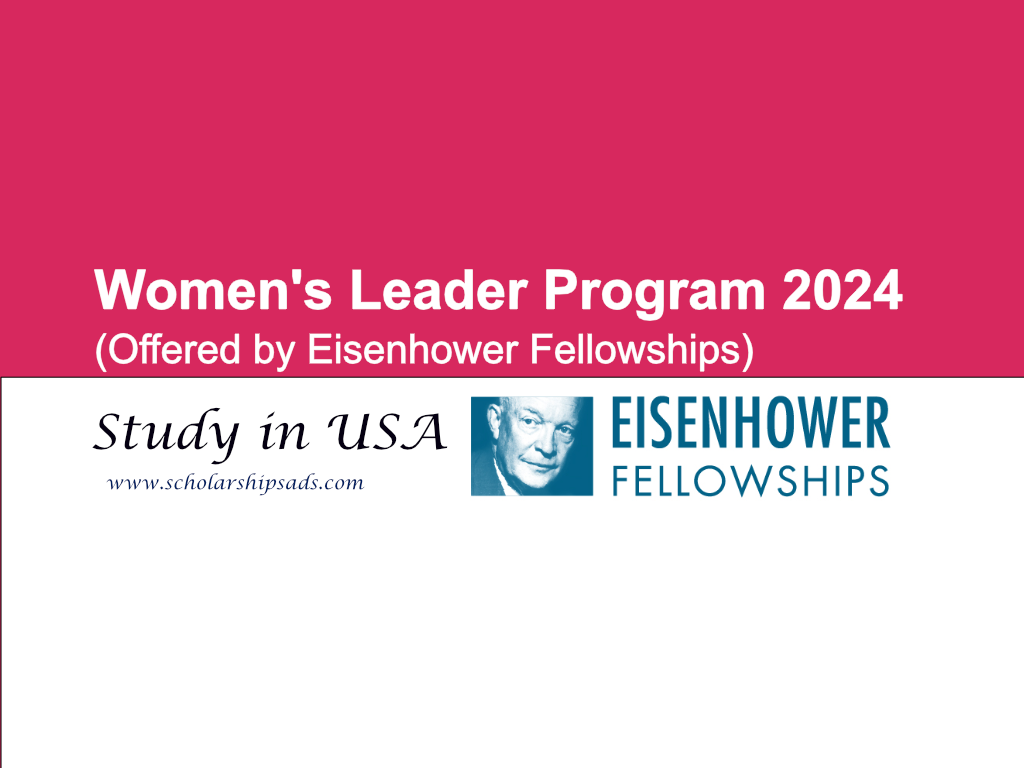 Women's Leader Program 2024
(Offered by Eisenhower Fellowships)
Study in USA
www.scholarshipsads.com
EISENHOWER
FELLOWSHIPS